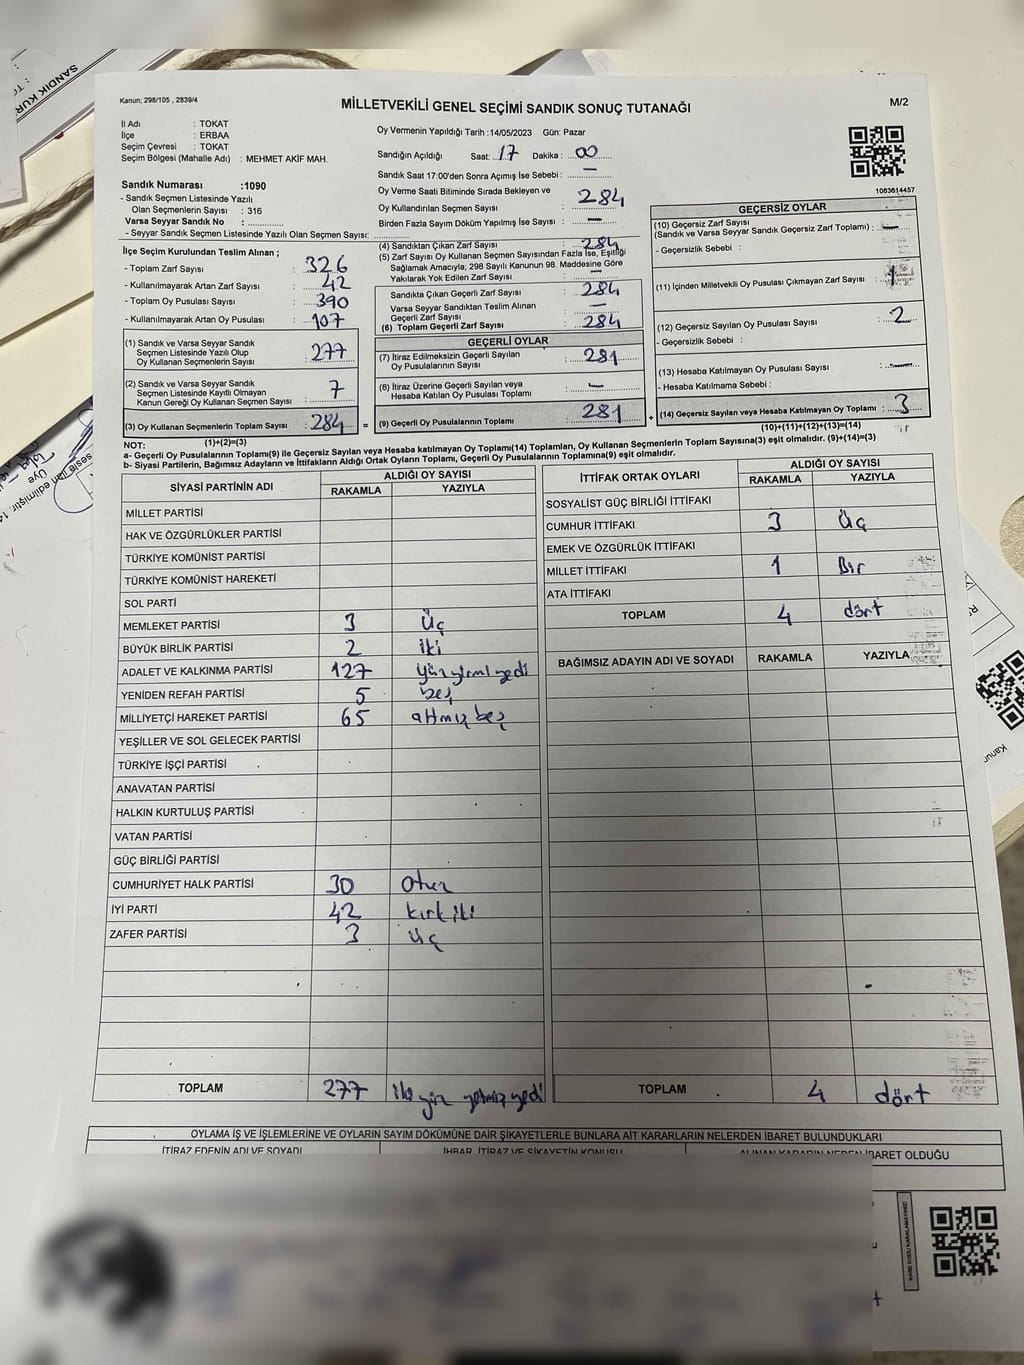 SANDIK KUR
Kanun; 298/105 , 2839/4
MİLLETVEKİLİ GENEL SEÇİMİ SANDIK SONUÇ TUTANAĞI
M/2
İl Adı : TOKAT
İlçe : ERBAA
Seçim Çevresi : TOKAT
Seçim Bölgesi (Mahalle Adı) : MEHMET AKİF MAH.
Oy Vermenin Yapıldığı Tarih :14/05/2023 Gün: Pazar
Sandığın Açıldığı Saat: 17 Dakika : 00
Sandık Saat 17:00'den Sonra Açımış İse Sebebi : —
Oy Verme Saati Bitiminde Sırada Bekleyen ve
Oy Kullandırılan Seçmen Sayısı : 284
Birden Fazla Sayım Döküm Yapılmış İse Sayısı : —
1083614457
Sandık Numarası :1090
- Sandık Seçmen Listesinde Yazılı
Olan Seçmenlerin Sayısı : 316
Varsa Seyyar Sandık No :
- Seyyar Sandık Seçmen Listesinde Yazılı Olan Seçmen Sayısı:
İlçe Seçim Kurulundan Teslim Alınan ;
- Toplam Zarf Sayısı : 326
- Kullanılmayarak Artan Zarf Sayısı : 42
- Toplam Oy Pusulası Sayısı : 390
- Kullanılmayarak Artan Oy Pusulası : 107
(1) Sandık ve Varsa Seyyar Sandık
Seçmen Listesinde Yazılı Olup
Oy Kullanan Seçmenlerin Sayısı : 277
(2) Sandık ve Varsa Seyyar Sandık
Seçmen Listesinde Kayıtlı Olmayan
Kanun Gereği Oy Kullanan Seçmen Sayısı : 7
(3) Oy Kullanan Seçmenlerin Toplam Sayısı : 284
(1)+(2)=(3)
(4) Sandıktan Çıkan Zarf Sayısı : 284
(5) Zarf Sayısı Oy Kullanan Seçmen Sayısından Fazla İse, Eşitliği
Sağlamak Amacıyla; 298 Sayılı Kanunun 98. Maddesine Göre
Yakılarak Yok Edilen Zarf Sayısı : —
Sandıkta Çıkan Geçerli Zarf Sayısı : 284
Varsa Seyyar Sandıktan Teslim Alınan
Geçerli Zarf Sayısı : —
(6) Toplam Geçerli Zarf Sayısı : 284
GEÇERLİ OYLAR
(7) İtiraz Edilmeksizin Geçerli Sayılan
Oy Pusulalarının Sayısı : 281
(8) İtiraz Üzerine Geçerli Sayılan veya
Hesaba Katılan Oy Pusulası Toplamı : —
(9) Geçerli Oy Pusulalarının Toplamı : 281
GEÇERSİZ OYLAR
(10) Geçersiz Zarf Sayısı
(Sandık ve Varsa Seyyar Sandık Geçersiz Zarf Toplamı) : —
- Geçersizlik Sebebi :
(11) İçinden Milletvekili Oy Pusulası Çıkmayan Zarf Sayısı : 1
(12) Geçersiz Sayılan Oy Pusulası Sayısı : 2
- Geçersizlik Sebebi :
(13) Hesaba Katılmayan Oy Pusulası Sayısı : —
- Hesaba Katılmama Sebebi :
(14) Geçersiz Sayılan veya Hesaba Katılmayan Oy Toplamı : 3
(10)+(11)+(12)+(13)=(14)
NOT:
a- Geçerli Oy Pusulalarının Toplamı(9) ile Geçersiz Sayılan veya Hesaba katılmayan Oy Toplamı(14) Toplamları, Oy Kullanan Seçmenlerin Toplam Sayısına(3) eşit olmalıdır. (9)+(14)=(3)
b- Siyasi Partilerin, Bağımsız Adayların ve İttifakların Aldığı Ortak Oyların Toplamı, Geçerli Oy Pusulalarının Toplamına(9) eşit olmalıdır.
SİYASİ PARTİNİN ADI ALDIĞI OY SAYISI
RAKAMLA YAZIYLA
MİLLET PARTİSİ
HAK VE ÖZGÜRLÜKLER PARTİSİ
TÜRKİYE KOMÜNİST PARTİSİ
TÜRKİYE KOMÜNİST HAREKETİ
SOL PARTİ
MEMLEKET PARTİSİ 3 Üç
BÜYÜK BİRLİK PARTİSİ 2 iki
ADALET VE KALKINMA PARTİSİ 127 yüz yirmi yedi
YENİDEN REFAH PARTİSİ 5 beş
MİLLİYETÇİ HAREKET PARTİSİ 65 altmış beş
YEŞİLLER VE SOL GELECEK PARTİSİ
TÜRKİYE İŞÇİ PARTİSİ
ANAVATAN PARTİSİ
HALKIN KURTULUŞ PARTİSİ
VATAN PARTİSİ
GÜÇ BİRLİĞİ PARTİSİ
CUMHURİYET HALK PARTİSİ 30 otuz
İYİ PARTİ 42 kırk iki
ZAFER PARTİSİ 3 üç
TOPLAM 277 iki yüz yetmiş yedi
İTTİFAK ORTAK OYLARI ALDIĞI OY SAYISI
RAKAMLA YAZIYLA
SOSYALİST GÜÇ BİRLİĞİ İTTİFAKI
CUMHUR İTTİFAKI 3 Üç
EMEK VE ÖZGÜRLÜK İTTİFAKI
MİLLET İTTİFAKI 1 Bir
ATA İTTİFAKI
TOPLAM 4 dört
BAĞIMSIZ ADAYIN ADI VE SOYADI RAKAMLA YAZIYLA
TOPLAM 4 dört
OYLAMA İŞ VE İŞLEMLERİNE VE OYLARIN SAYIM DÖKÜMÜNE DAİR ŞİKAYETLERLE BUNLARA AİT KARARLARIN NELERDEN İBARET BULUNDUKLARI
İTİRAZ EDENİN ADI VE SOYADI İHBAR, İTİRAZ VE ŞİKAYETİN KONUSU ALINAN KARARIN NEDEN İBARET OLDUĞU
KARE KODU KARALAMAYINIZ!